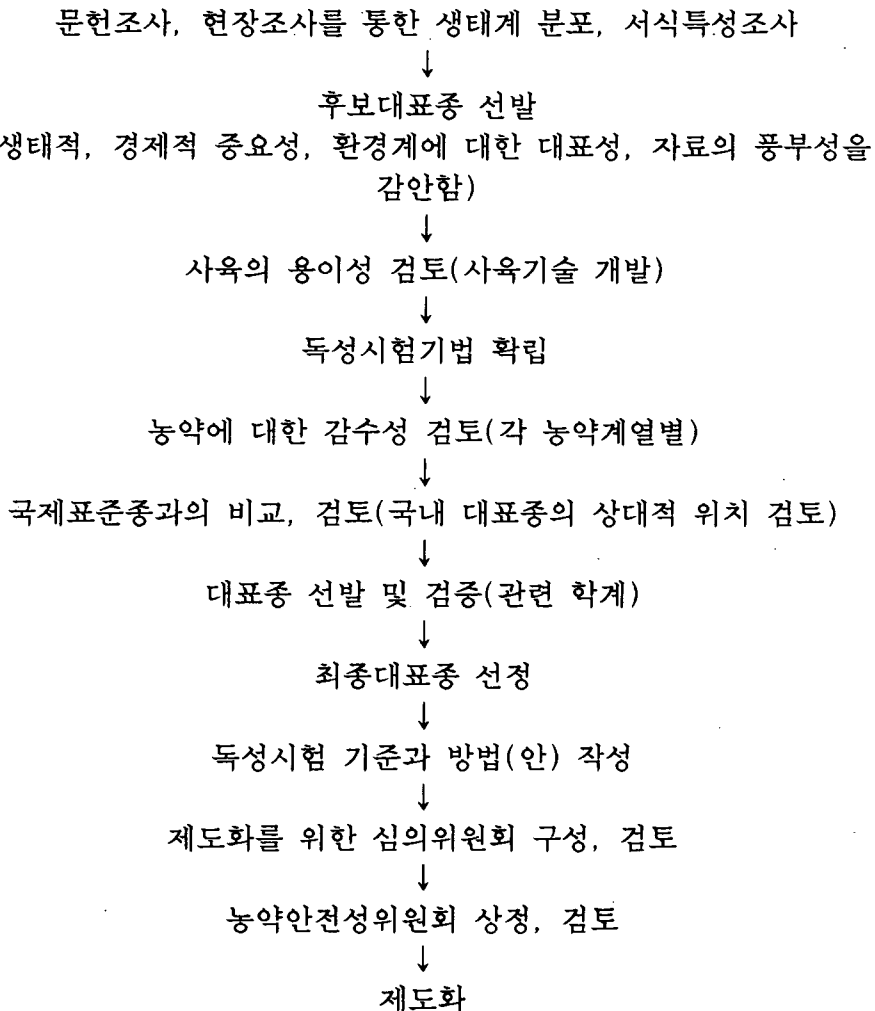 문헌조사, 현장조사를 통한 생태계 분포, 서식특성조사
↓
후보대표종 선발
생태적, 경제적 중요성, 환경계에 대한 대표성, 자료의 풍부성을
감안함)
↓
사육의 용이성 검토(사육기술 개발)
↓
독성시험기법 확립
↓
농약에 대한 감수성 검토(각 농약계열별)
↓
국제표준종과의 비교, 검토(국내 대표종의 상대적 위치 검토)
↓
대표종 선발 및 검증(관련 학계)
↓
최종대표종 선정
↓
독성시험 기준과 방법(안) 작성
↓
제도화를 위한 심의위원회 구성, 검토
↓
농약안전성위원회 상정, 검토
↓
제도화